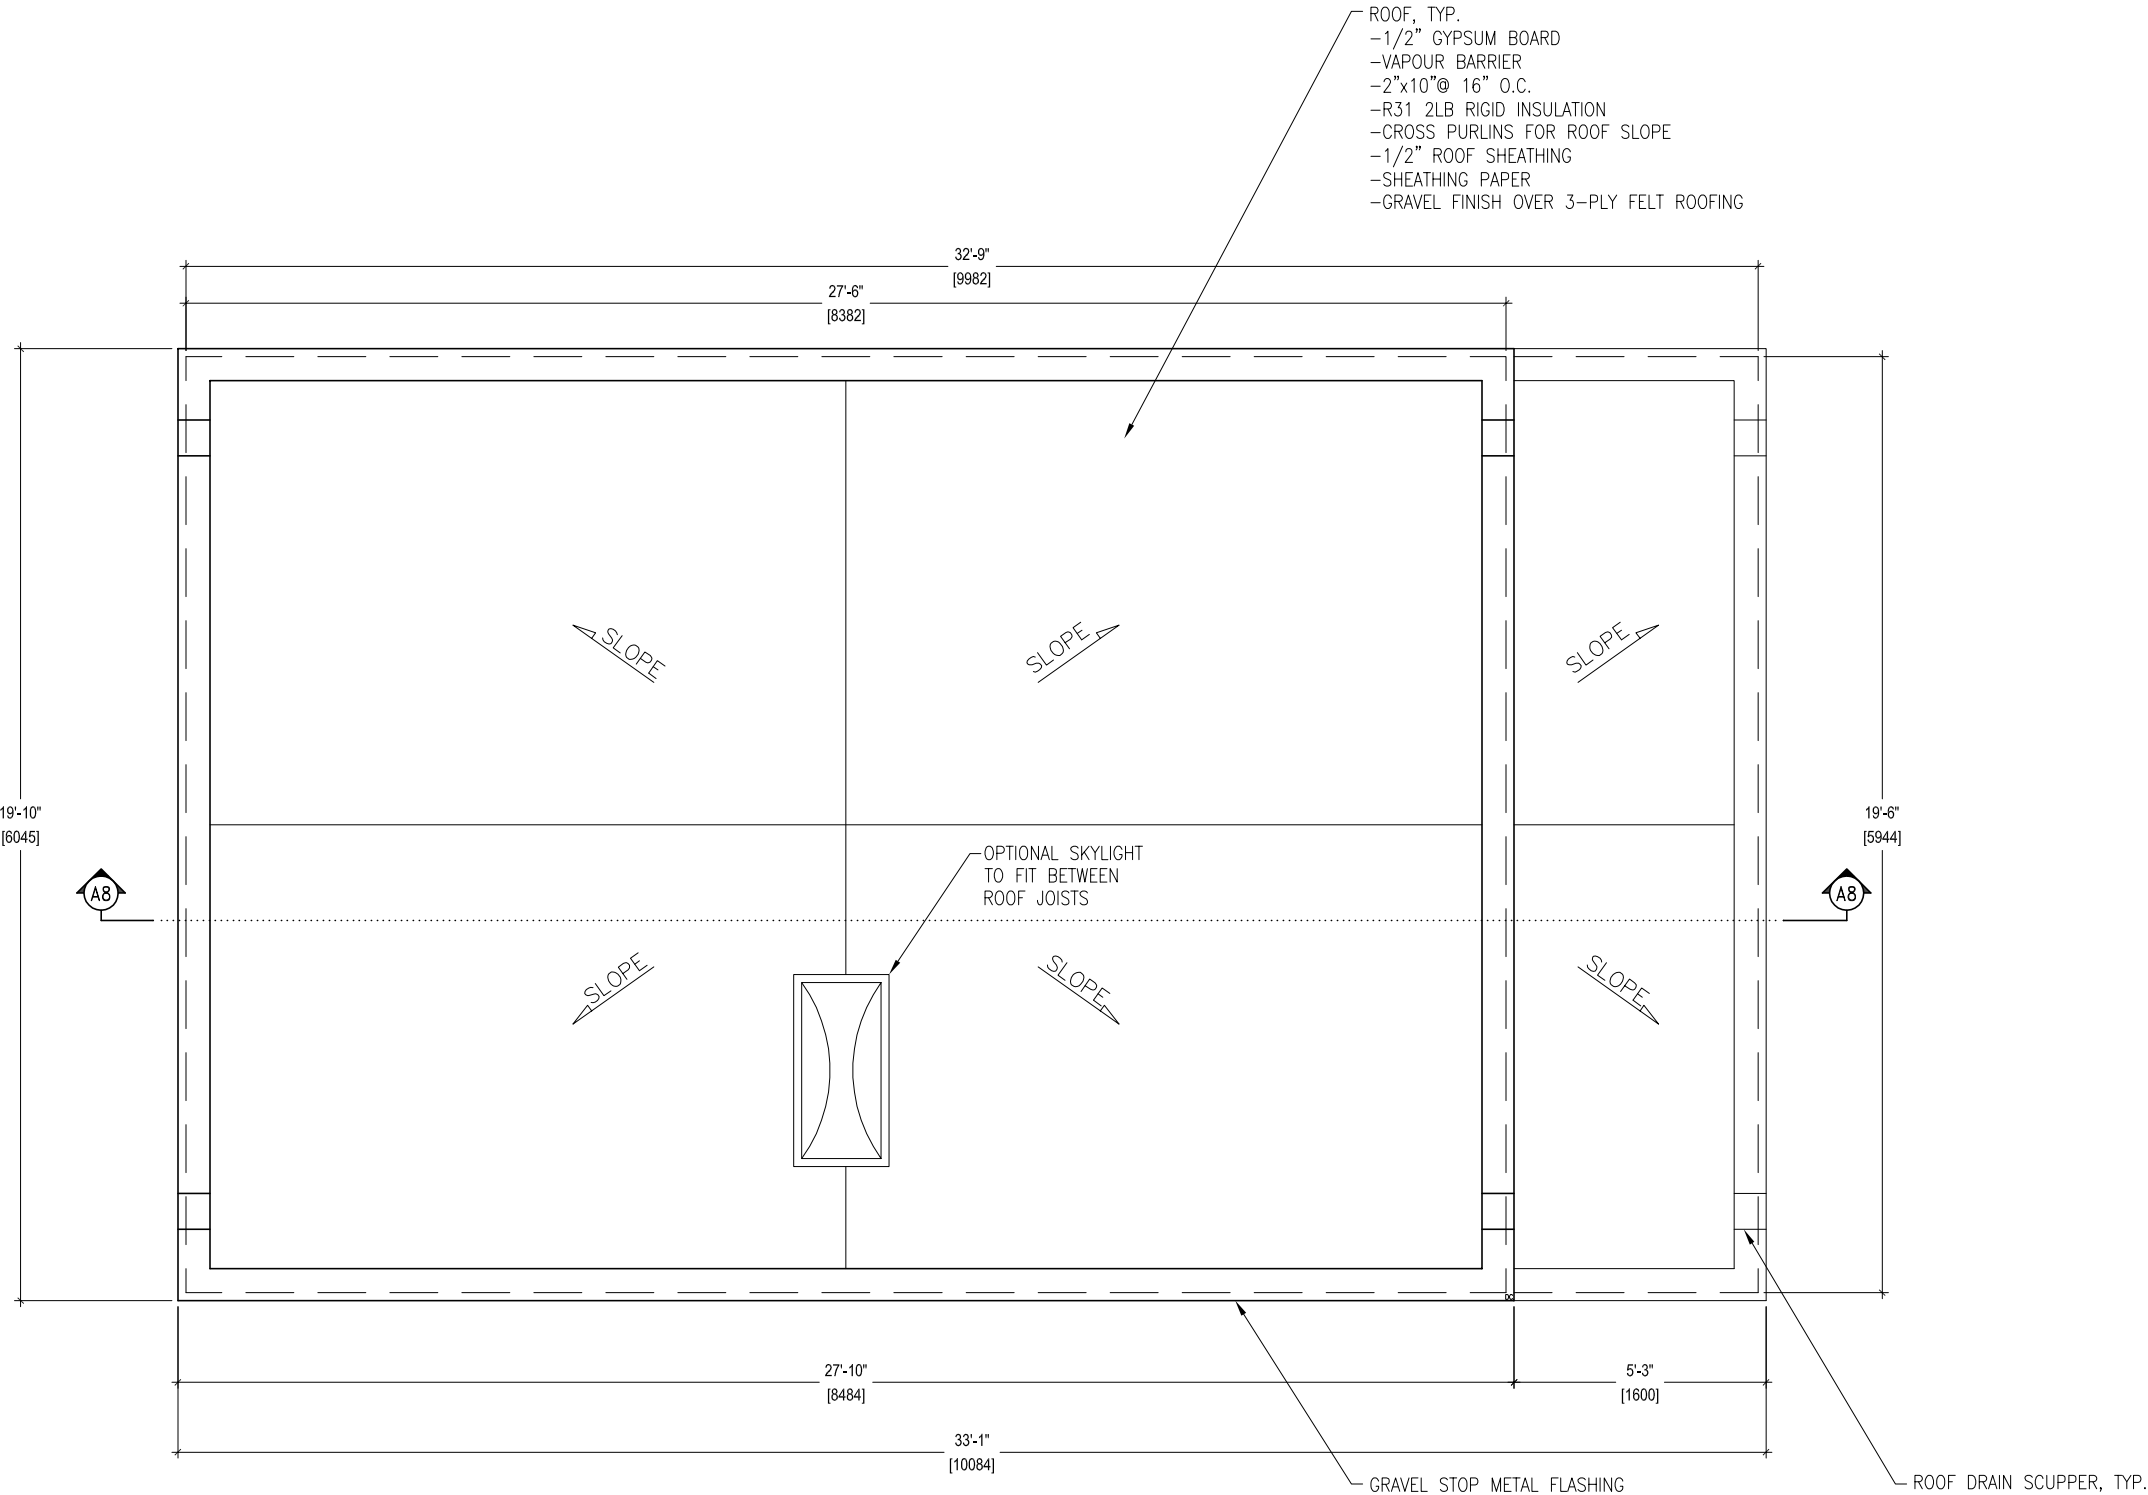 ROOF, TYP.
-1/2" GYPSUM BOARD
-VAPOUR BARRIER
-2"x10"@ 16" O.C.
-R31 2LB RIGID INSULATION
-CROSS PURLINS FOR ROOF SLOPE
-1/2" ROOF SHEATHING
-SHEATHING PAPER
-GRAVEL FINISH OVER 3-PLY FELT ROOFING
32'-9"
[9982]
27'-6"
[8382]
SLOPE
SLOPE
SLOPE
19'-10"
[6045]
19'-6"
[5944]
OPTIONAL SKYLIGHT
TO FIT BETWEEN
ROOF JOISTS
A8
A8
SLOPE
SLOPE
SLOPE
27'-10"
[8484]
5'-3"
[1600]
33'-1"
[10084]
GRAVEL STOP METAL FLASHING
ROOF DRAIN SCUPPER, TYP.